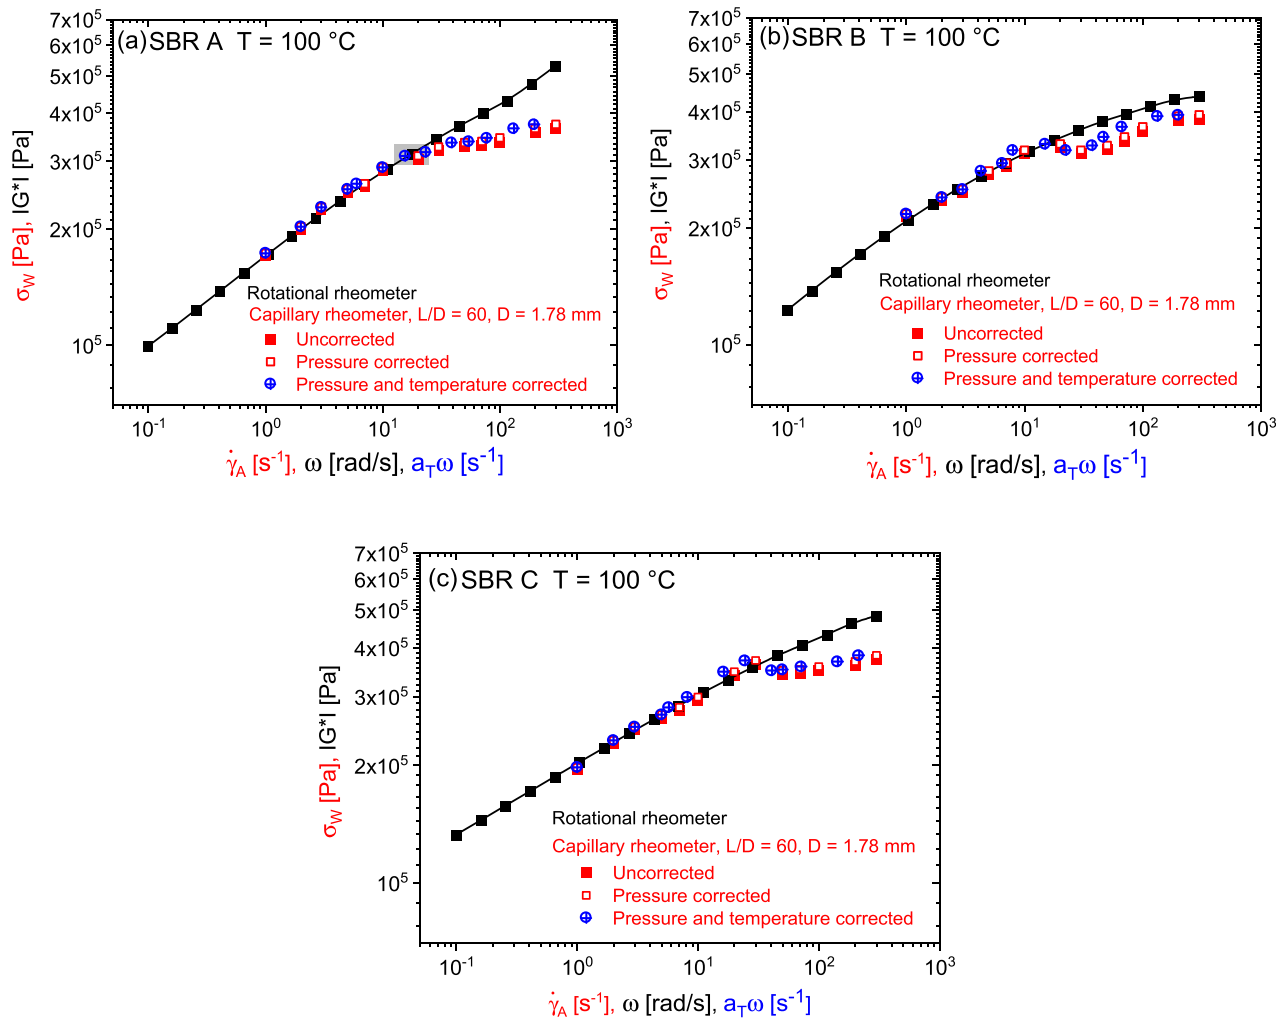 (a) SBR A T = 100 °C
7x10⁵
6x10⁵
5x10⁵
4x10⁵
3x10⁵
2x10⁵
10⁵
σ_W [Pa], IG*I [Pa]
Rotational rheometer
Capillary rheometer, L/D = 60, D = 1.78 mm
Uncorrected
Pressure corrected
Pressure and temperature corrected
10⁻¹ 10⁰ 10¹ 10² 10³
γ̇_A [s⁻¹], ω [rad/s], a_Tω [s⁻¹]
(b) SBR B T = 100 °C
7x10⁵
6x10⁵
5x10⁵
4x10⁵
3x10⁵
2x10⁵
10⁵
σ_W [Pa], IG*I [Pa]
Rotational rheometer
Capillary rheometer, L/D = 60, D = 1.78 mm
Uncorrected
Pressure corrected
Pressure and temperature corrected
10⁻¹ 10⁰ 10¹ 10² 10³
γ̇_A [s⁻¹], ω [rad/s], a_Tω [s⁻¹]
(c) SBR C T = 100 °C
7x10⁵
6x10⁵
5x10⁵
4x10⁵
3x10⁵
2x10⁵
10⁵
σ_W [Pa], IG*I [Pa]
Rotational rheometer
Capillary rheometer, L/D = 60, D = 1.78 mm
Uncorrected
Pressure corrected
Pressure and temperature corrected
10⁻¹ 10⁰ 10¹ 10² 10³
γ̇_A [s⁻¹], ω [rad/s], a_Tω [s⁻¹]